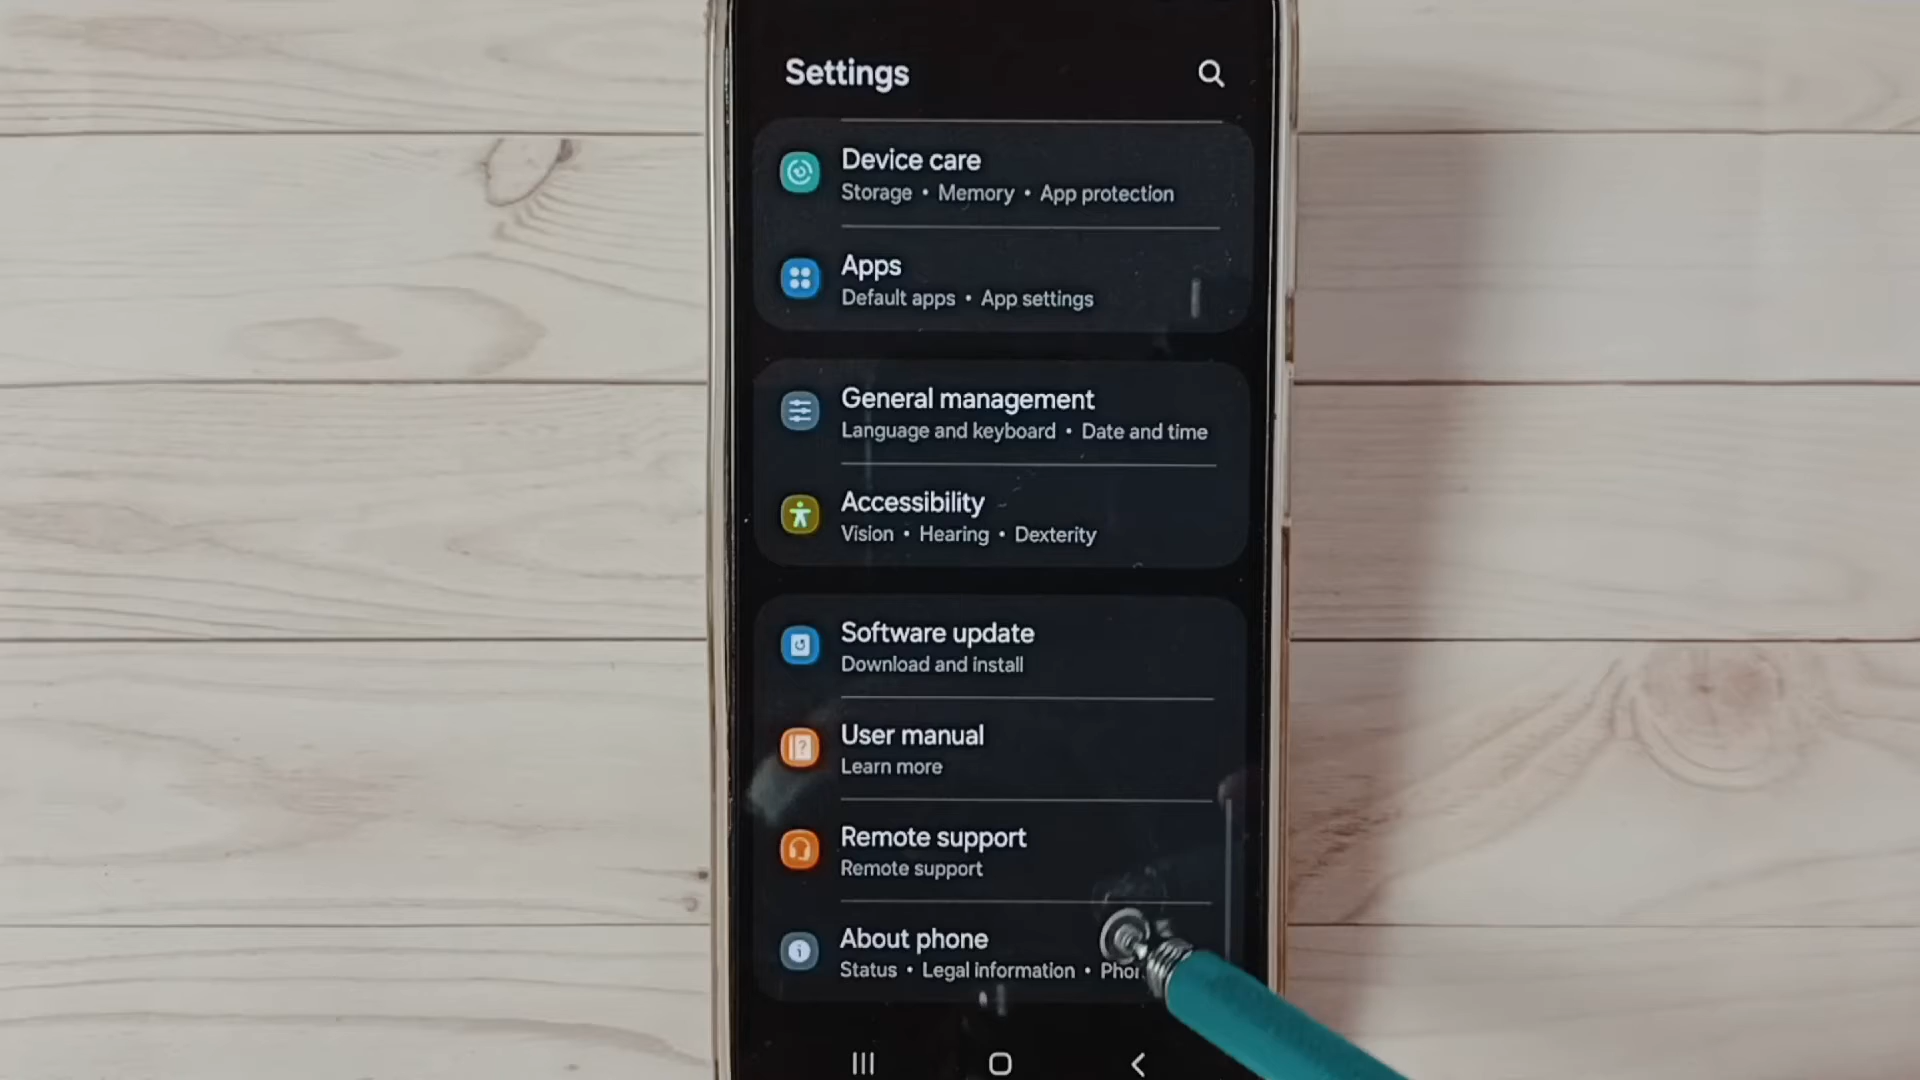 Settings
Device care
Storage • Memory • App protection
Apps
Default apps • App settings
General management
Language and keyboard • Date and time
Accessibility
Vision • Hearing • Dexterity
Software update
Download and install
User manual
Learn more
Remote support
Remote support
About phone
Status • Legal information •